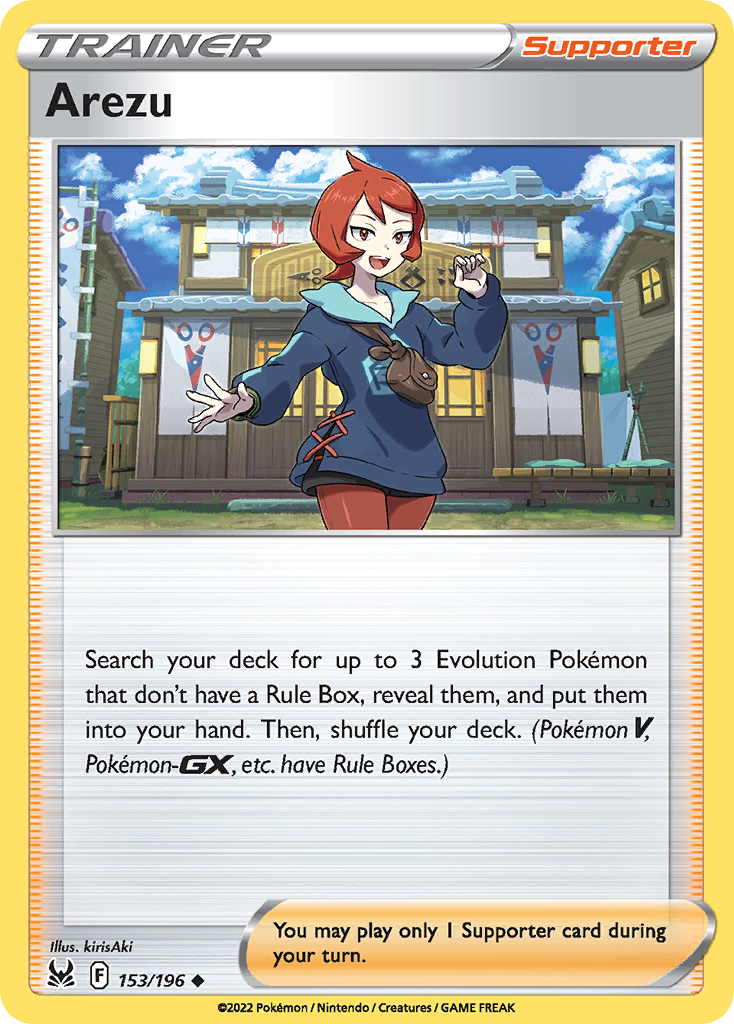 TRAINER
Supporter
Arezu
Search your deck for up to 3 Evolution Pokémon
that don't have a Rule Box, reveal them, and put them
into your hand. Then, shuffle your deck. (Pokémon V,
Pokémon-GX, etc. have Rule Boxes.)
You may play only 1 Supporter card during
your turn.
Illus. kirisAki
F 153/196
©2022 Pokémon / Nintendo / Creatures / GAME FREAK